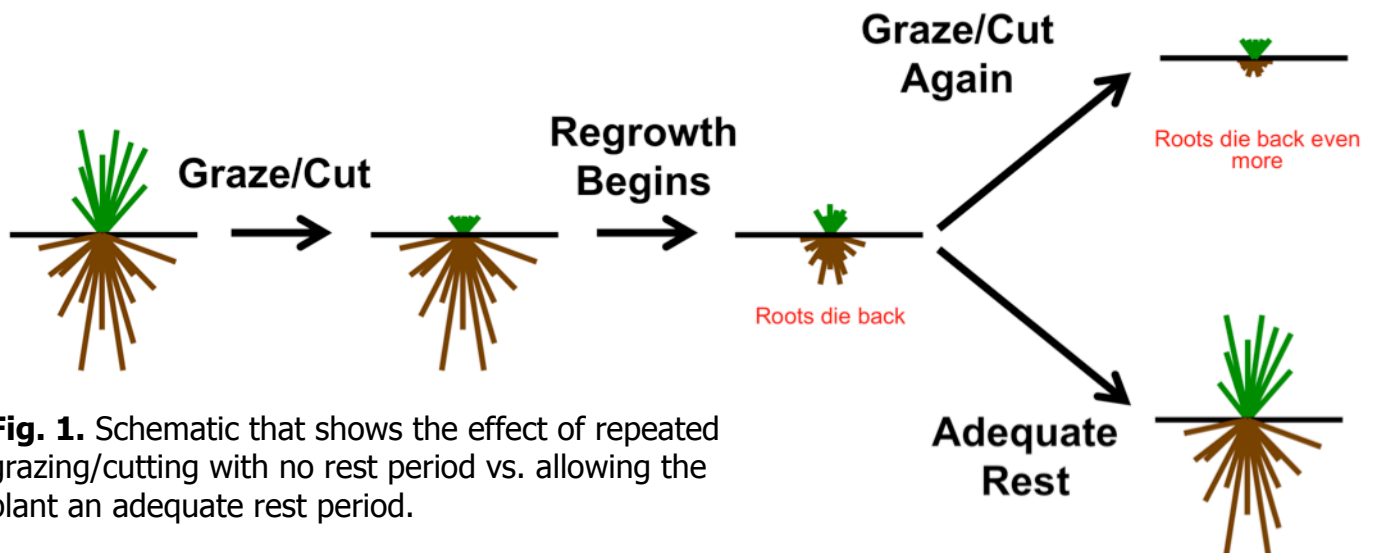 Graze/Cut
Regrowth
Begins
Roots die back
Graze/Cut
Again
Roots die back even
more
Adequate
Rest
Fig. 1. Schematic that shows the effect of repeated
grazing/cutting with no rest period vs. allowing the
plant an adequate rest period.